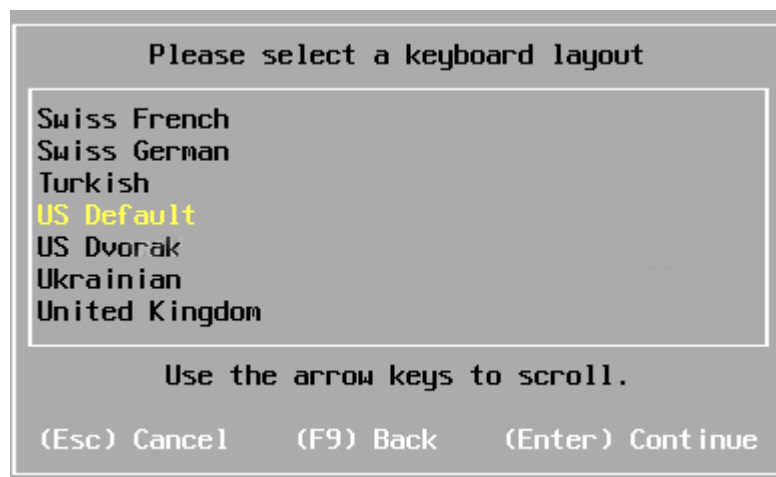 Please select a keyboard layout
Swiss French
Swiss German
Turkish
US Default
US Dvorak
Ukrainian
United Kingdom
Use the arrow keys to scroll.
(Esc) Cancel (F9) Back (Enter) Continue